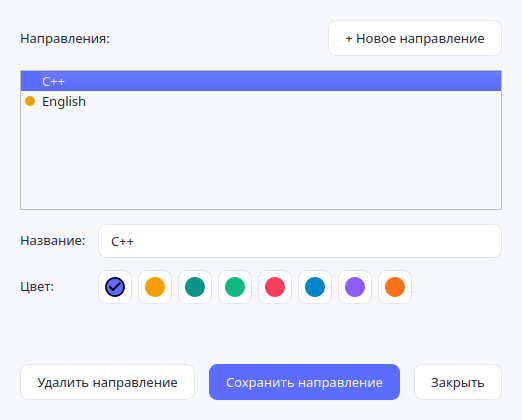 Направления:
+ Новое направление
C++
English
Название:
C++
Цвет:
Удалить направление
Сохранить направление
Закрыть